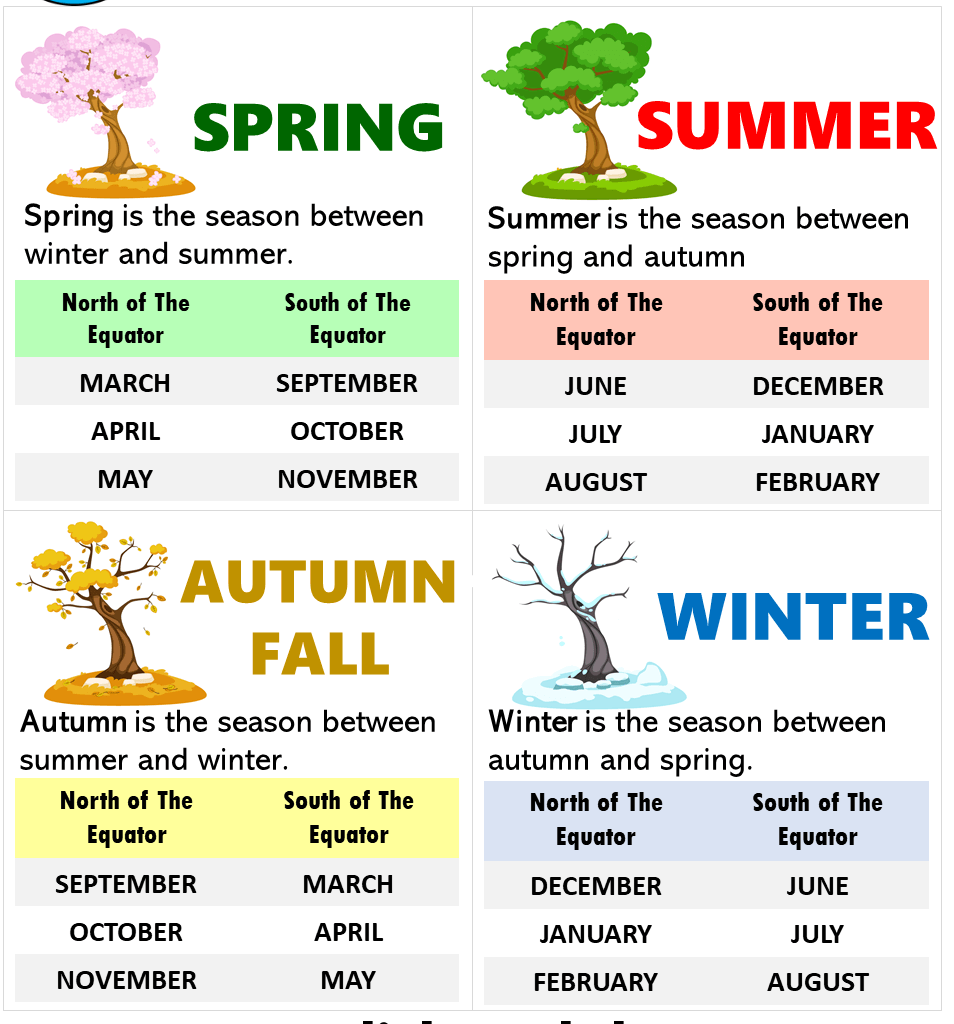 SPRING
Spring is the season between
winter and summer.
North of The South of The
Equator Equator
MARCH SEPTEMBER
APRIL OCTOBER
MAY NOVEMBER
SUMMER
Summer is the season between
spring and autumn
North of The South of The
Equator Equator
JUNE DECEMBER
JULY JANUARY
AUGUST FEBRUARY
AUTUMN
FALL
Autumn is the season between
summer and winter.
North of The South of The
Equator Equator
SEPTEMBER MARCH
OCTOBER APRIL
NOVEMBER MAY
WINTER
Winter is the season between
autumn and spring.
North of The South of The
Equator Equator
DECEMBER JUNE
JANUARY JULY
FEBRUARY AUGUST